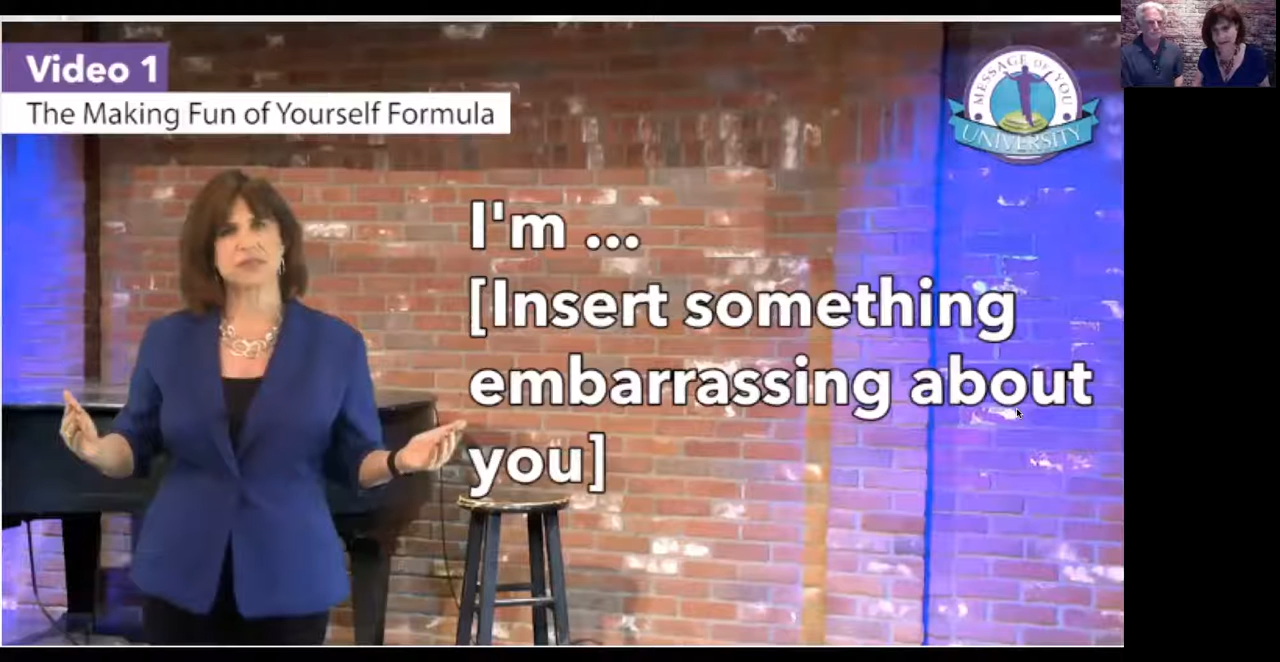 Video 1
The Making Fun of Yourself Formula
MESSAGE OF YOU
UNIVERSITY
I'm ...
[Insert something
embarrassing about
you]